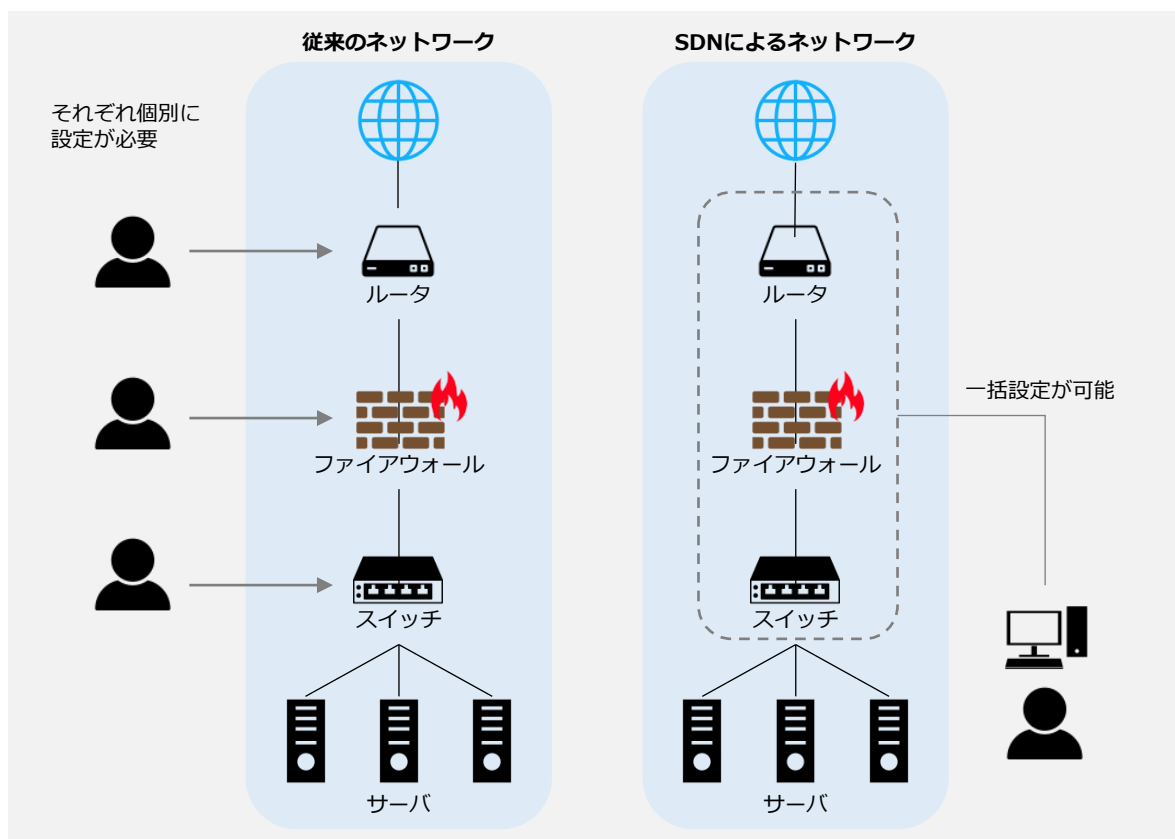 従来のネットワーク
SDNによるネットワーク
それぞれ個別に
設定が必要
ルータ
ルータ
一括設定が可能
ファイアウォール
ファイアウォール
スイッチ
スイッチ
サーバ
サーバ